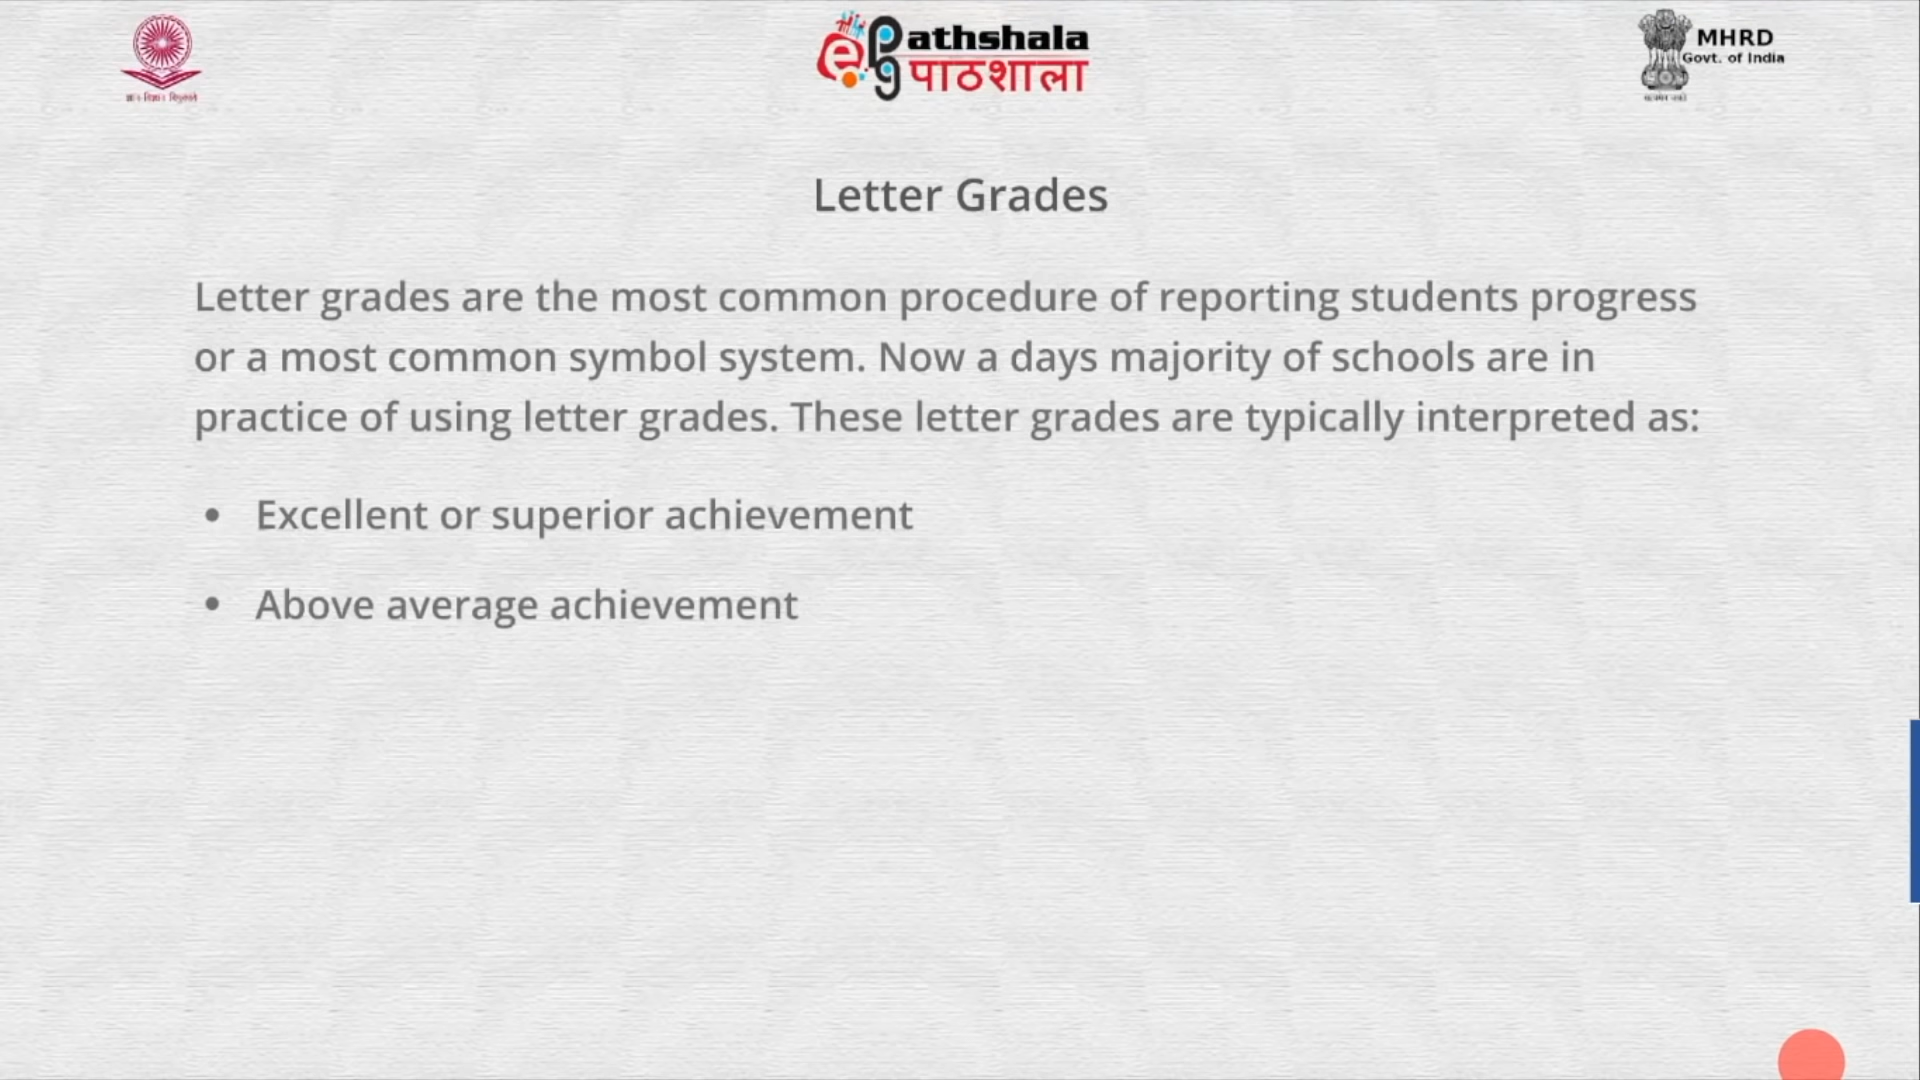 ePG Pathshala
पाठशाला
MHRD
Govt. of India
Letter Grades
Letter grades are the most common procedure of reporting students progress
or a most common symbol system. Now a days majority of schools are in
practice of using letter grades. These letter grades are typically interpreted as:
• Excellent or superior achievement
• Above average achievement